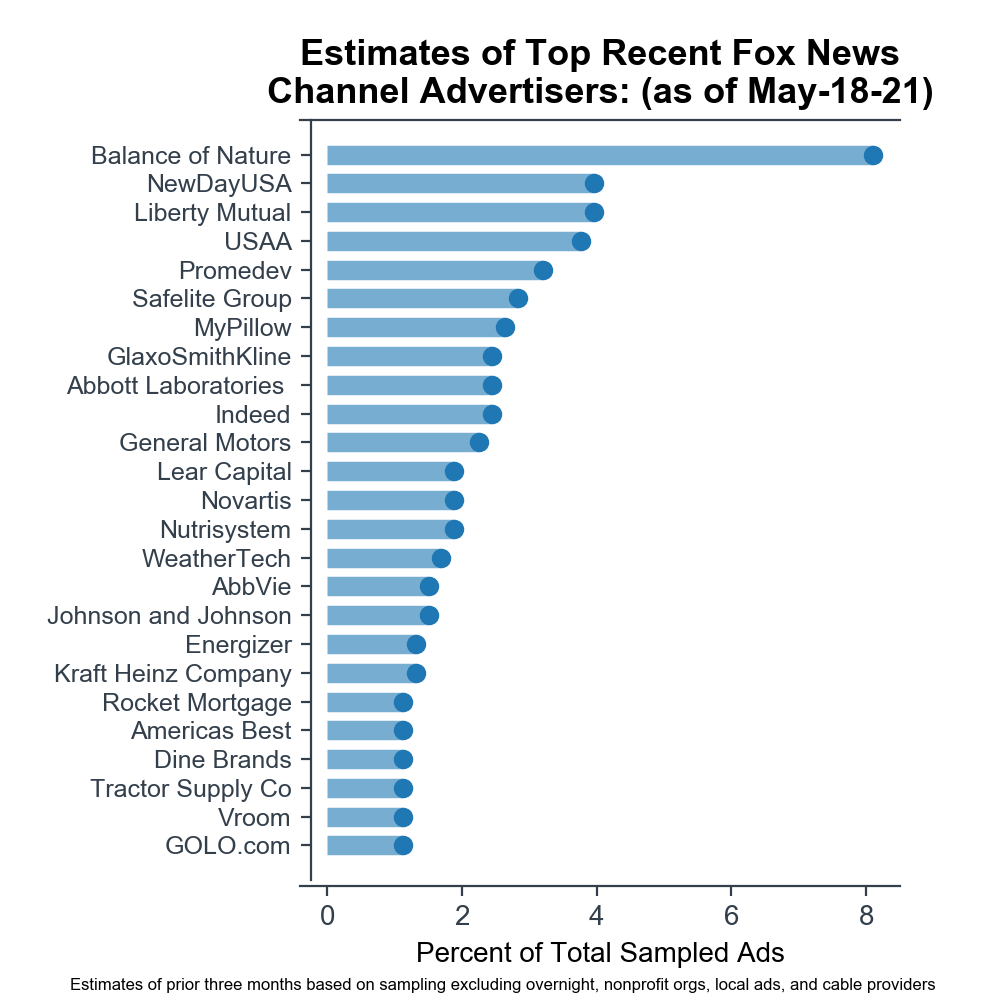 Estimates of Top Recent Fox News
Channel Advertisers: (as of May-18-21)
Balance of Nature
NewDayUSA
Liberty Mutual
USAA
Promedev
Safelite Group
MyPillow
GlaxoSmithKline
Abbott Laboratories
Indeed
General Motors
Lear Capital
Novartis
Nutrisystem
WeatherTech
AbbVie
Johnson and Johnson
Energizer
Kraft Heinz Company
Rocket Mortgage
Americas Best
Dine Brands
Tractor Supply Co
Vroom
GOLO.com
0 2 4 6 8
Percent of Total Sampled Ads
Estimates of prior three months based on sampling excluding overnight, nonprofit orgs, local ads, and cable providers